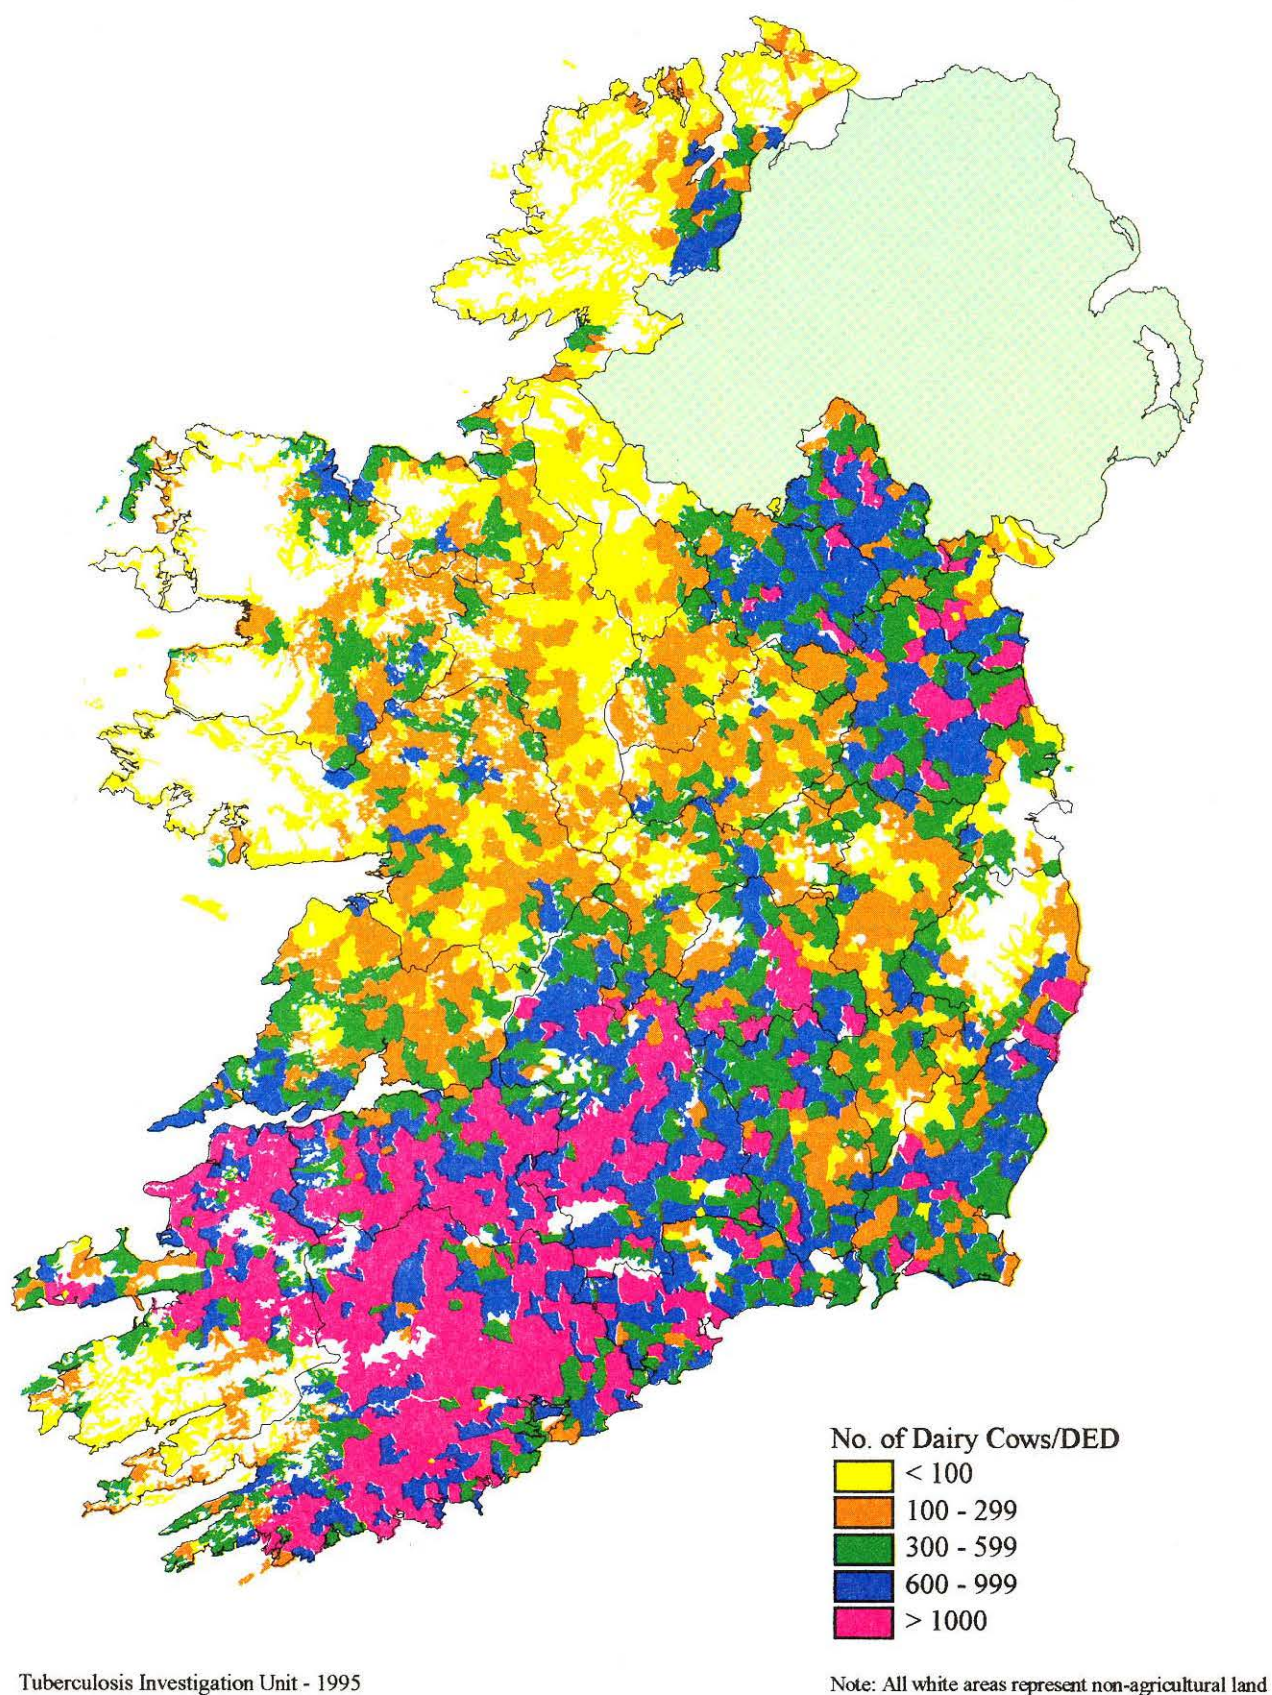 No. of Dairy Cows/DED
< 100
100 - 299
300 - 599
600 - 999
> 1000
Tuberculosis Investigation Unit - 1995
Note: All white areas represent non-agricultural land